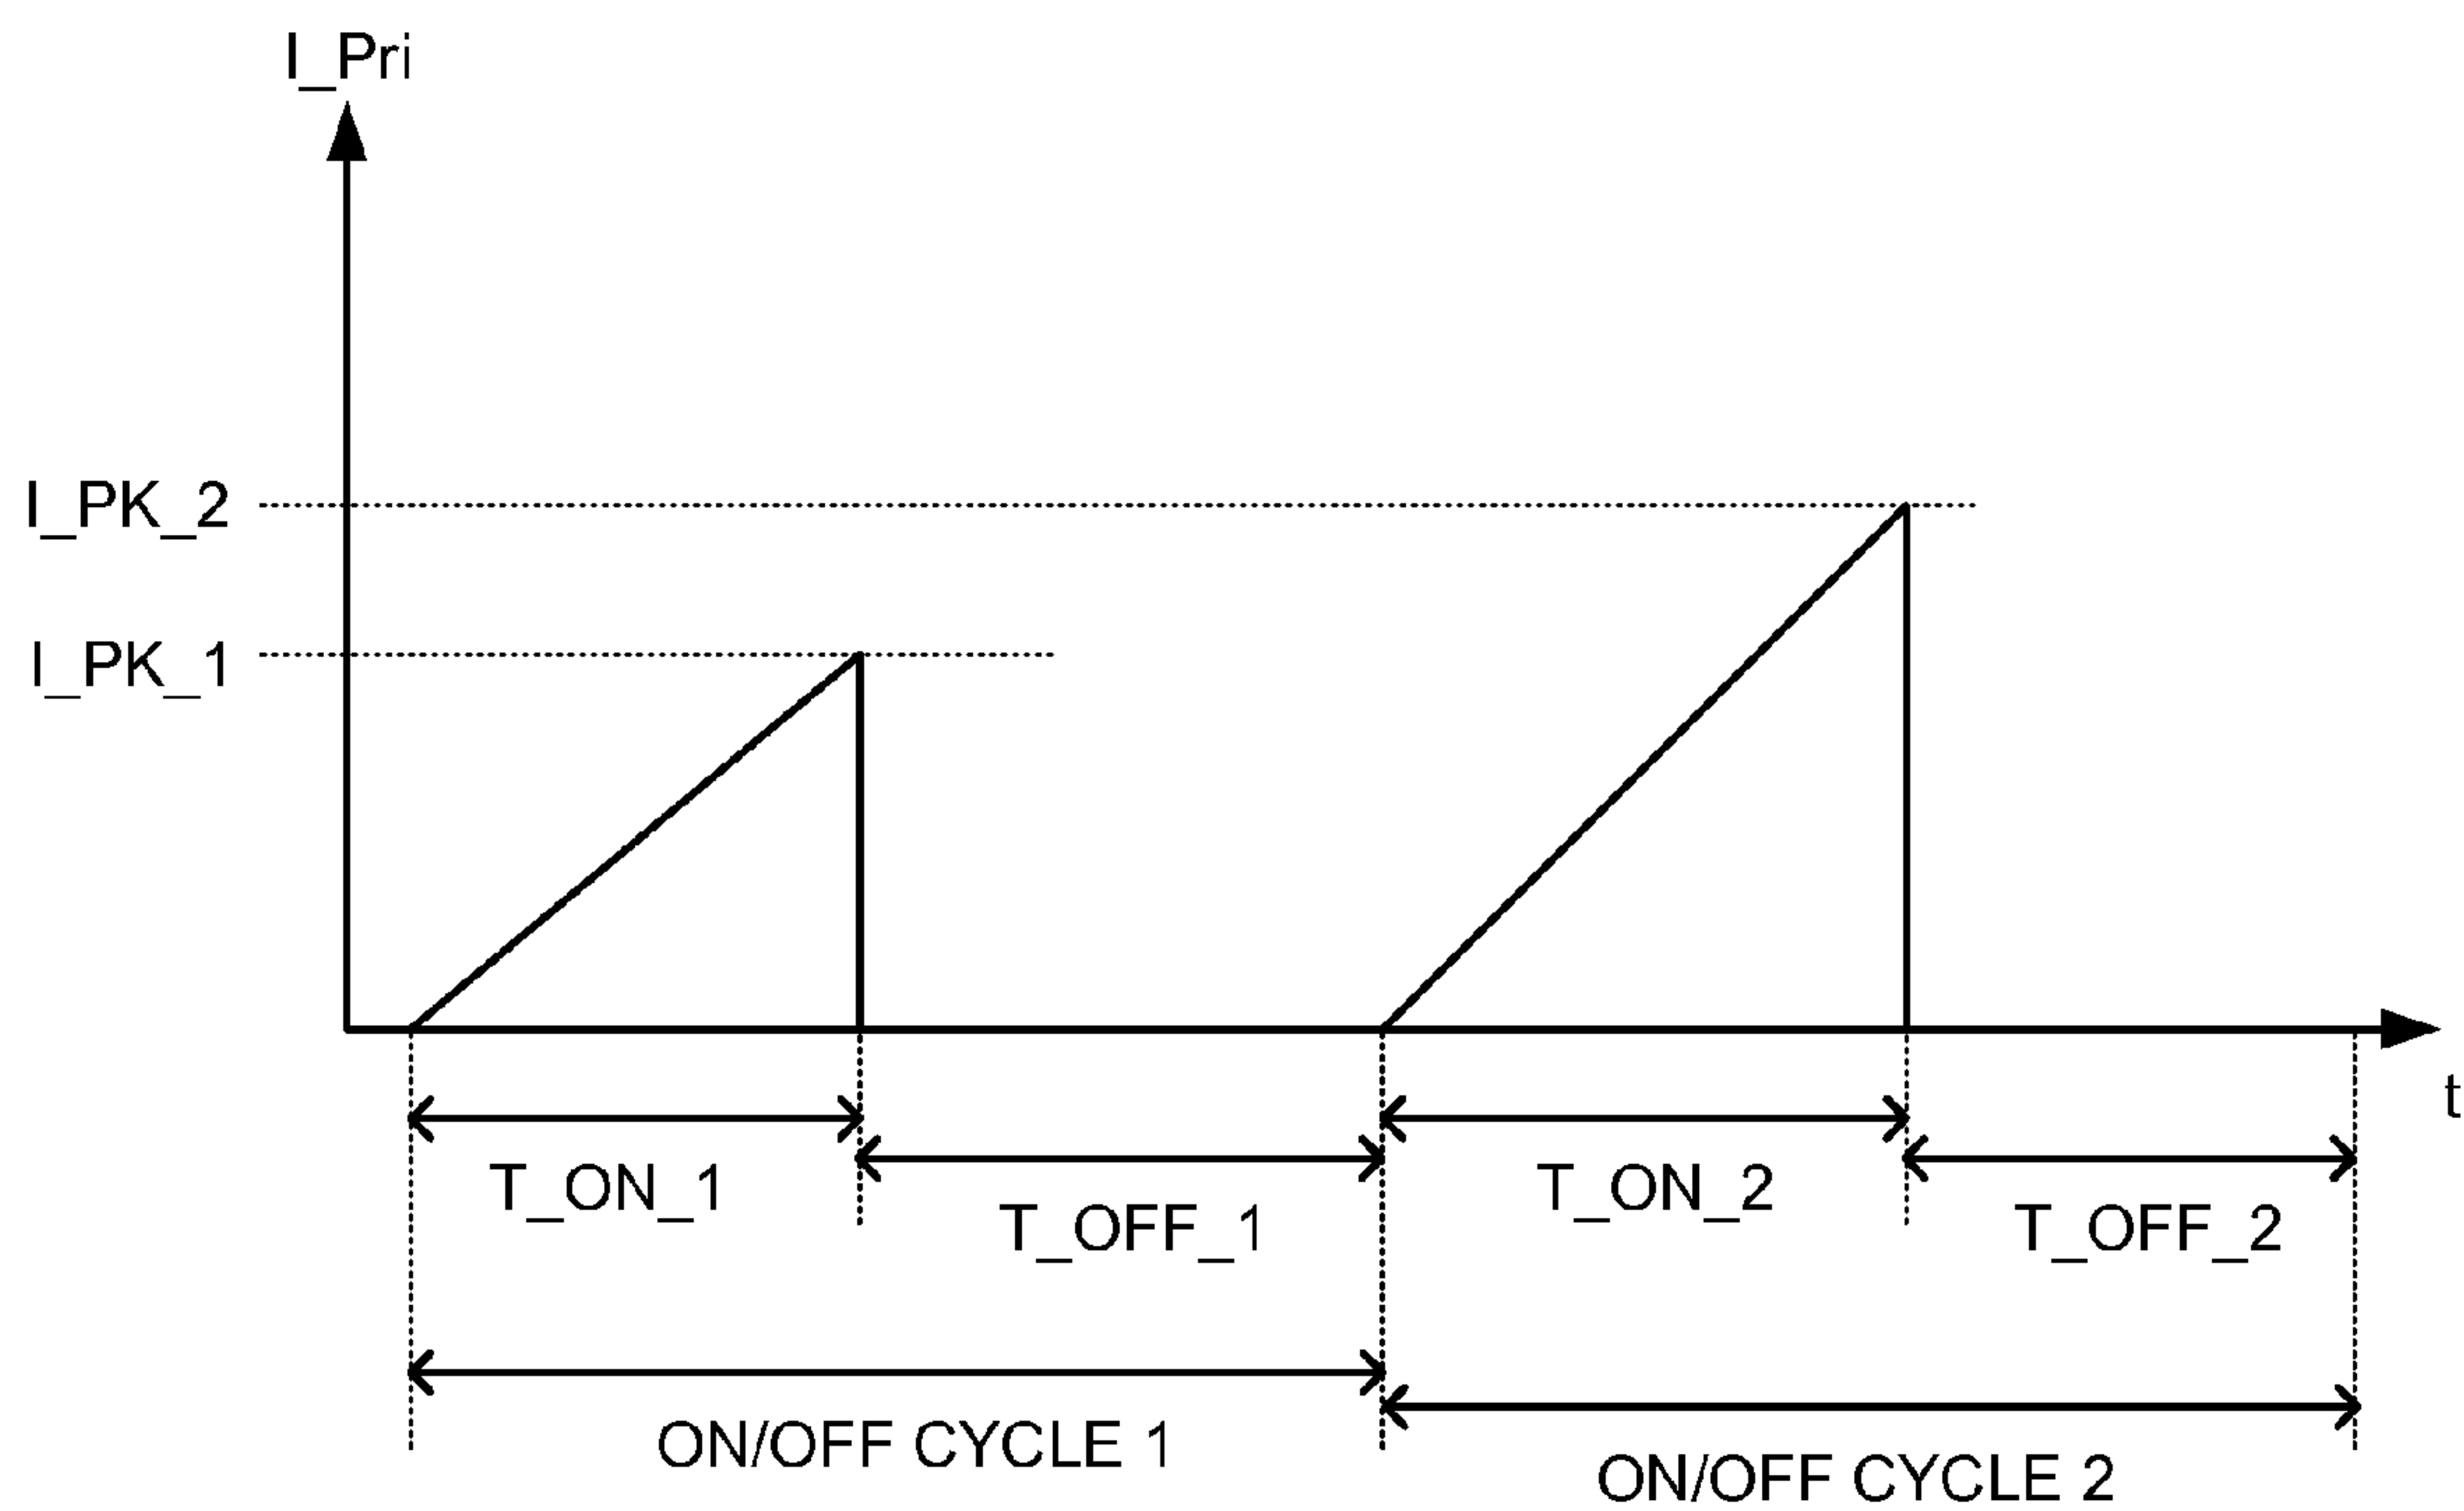 I_Pri
I_PK_2
I_PK_1
t
T_ON_1
T_ON_2
T_OFF_1
T_OFF_2
ON/OFF CYCLE 1
ON/OFF CYCLE 2